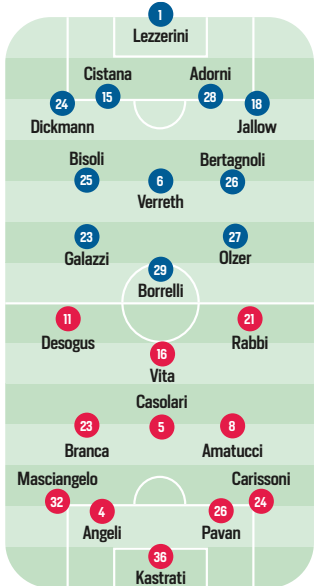 1
Lezzerini
Cistana
Adorni
24
15
28
18
Dickmann
Jallow
Bisoli
Bertagnoli
25
6
26
Verreth
23
27
Galazzi
Olzer
29
Borrelli
11
21
Desogus
Rabbi
16
Vita
Casolari
23
5
8
Branca
Amatucci
Masciangelo
Carissoni
32
4
26
24
Angeli
Pavan
36
Kastrati